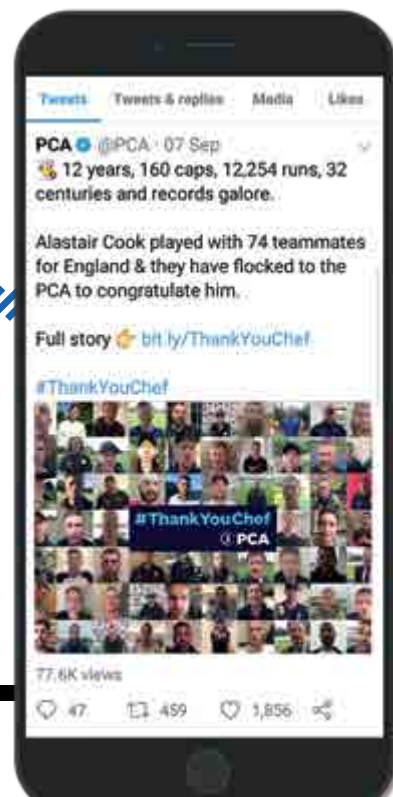 Tweets Tweets & replies Media Likes
PCA @PCA · 07 Sep
12 years, 160 caps, 12,254 runs, 32
centuries and records galore.
Alastair Cook played with 74 teammates
for England & they have flocked to the
PCA to congratulate him.
Full story 👉 bit.ly/ThankYouChef
#ThankYouChef
#ThankYouChef
PCA
77.6K views
47 459 1,856